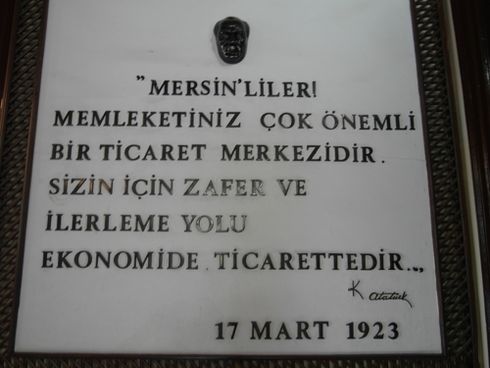 "MERSİN'LİLER!
MEMLEKETİNİZ ÇOK ÖNEMLİ
BİR TİCARET MERKEZİDİR.
SİZİN İÇİN ZAFER VE
İLERLEME YOLU
EKONOMİDE. TİCARETTEDİR..."
K Atatürk
17 MART 1923